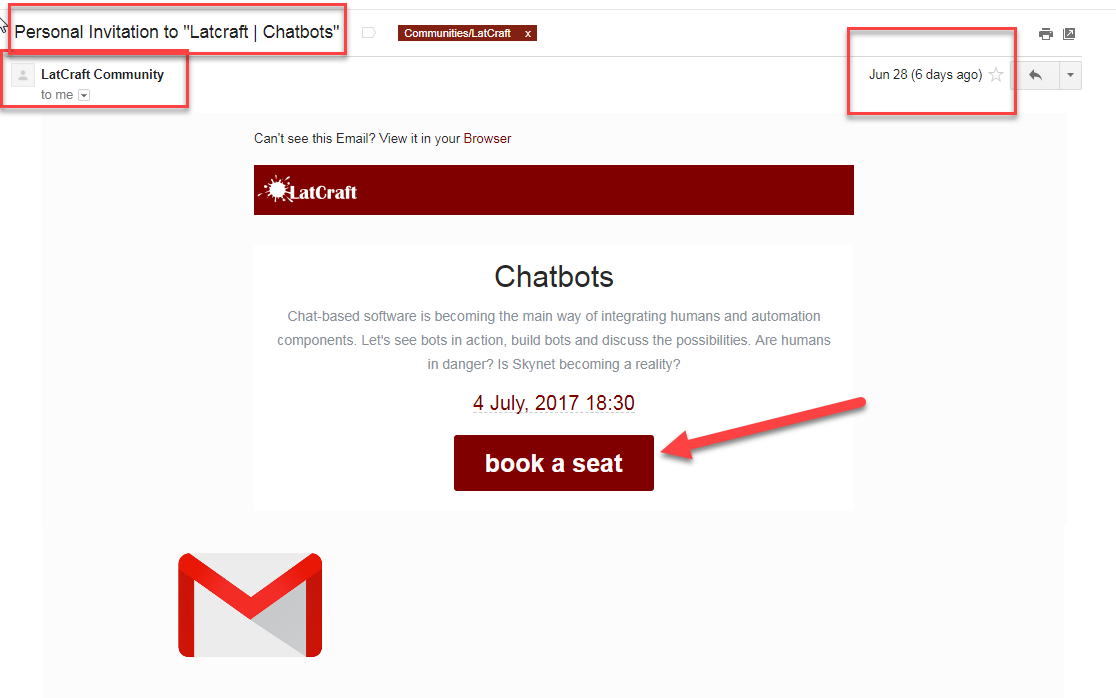 Personal Invitation to "Latcraft | Chatbots"
Communities/LatCraft x
LatCraft Community
Jun 28 (6 days ago)
to me
Can't see this Email? View it in your Browser
LatCraft
Chatbots
Chat-based software is becoming the main way of integrating humans and automation
components. Let's see bots in action, build bots and discuss the possibilities. Are humans
in danger? Is Skynet becoming a reality?
4 July, 2017 18:30
book a seat